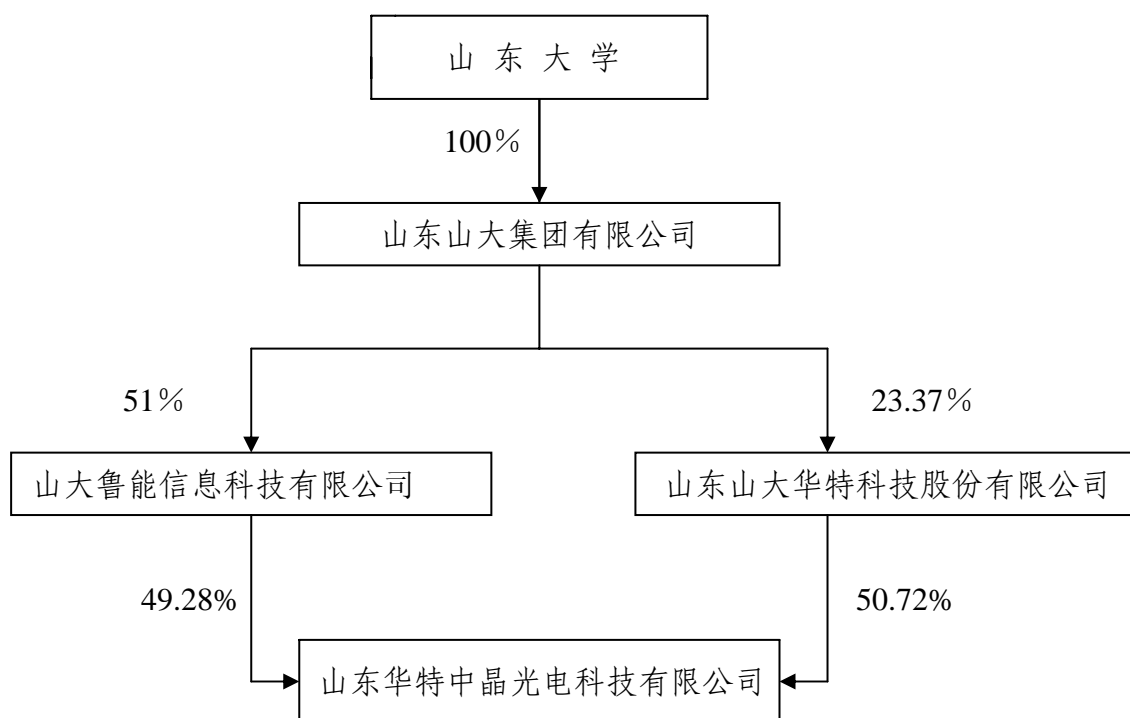 山 东 大 学
100％
山东山大集团有限公司
51％
23.37％
山大鲁能信息科技有限公司
山东山大华特科技股份有限公司
49.28%
50.72%
山东华特中晶光电科技有限公司